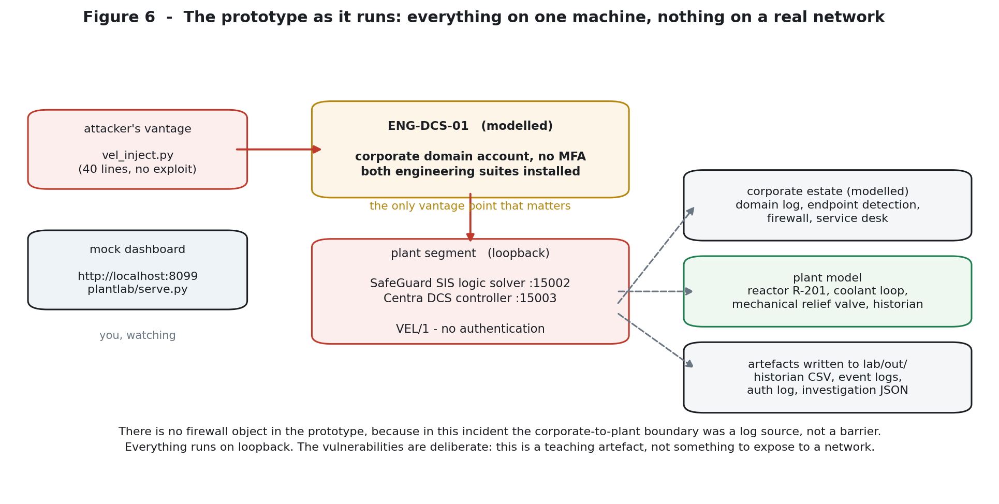 Figure 6  -  The prototype as it runs: everything on one machine, nothing on a real network
attacker's vantage
vel_inject.py
(40 lines, no exploit)
ENG-DCS-01   (modelled)
corporate domain account, no MFA
both engineering suites installed
the only vantage point that matters
mock dashboard
http://localhost:8099
plantlab/serve.py
you, watching
plant segment   (loopback)
SafeGuard SIS logic solver :15002
Centra DCS controller :15003
VEL/1 - no authentication
corporate estate (modelled)
domain log, endpoint detection,
firewall, service desk
plant model
reactor R-201, coolant loop,
mechanical relief valve, historian
artefacts written to lab/out/
historian CSV, event logs,
auth log, investigation JSON
There is no firewall object in the prototype, because in this incident the corporate-to-plant boundary was a log source, not a barrier.
Everything runs on loopback. The vulnerabilities are deliberate: this is a teaching artefact, not something to expose to a network.